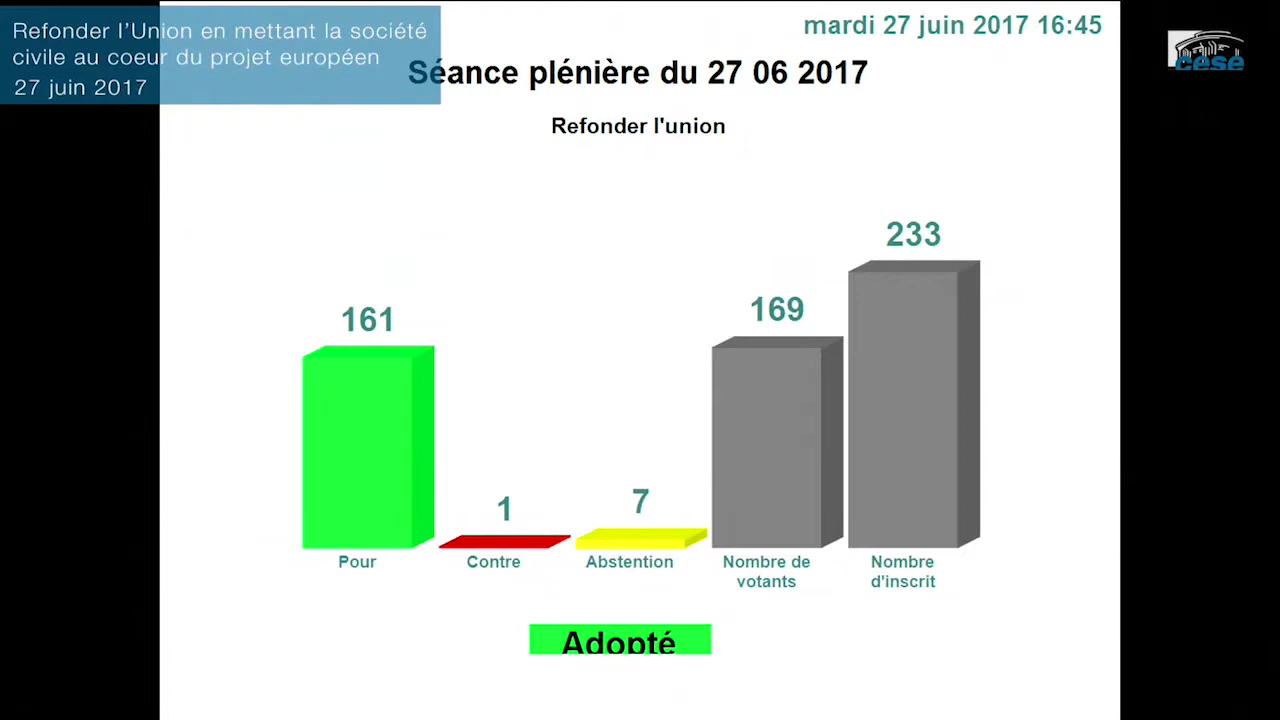 Refonder l’Union en mettant la société
civile au coeur du projet européen
27 juin 2017
mardi 27 juin 2017 16:45
cese
Séance plénière du 27 06 2017
Refonder l'union
233
169
161
7
1
Pour
Contre
Abstention
Nombre de
votants
Nombre
d'inscrit
Adopté